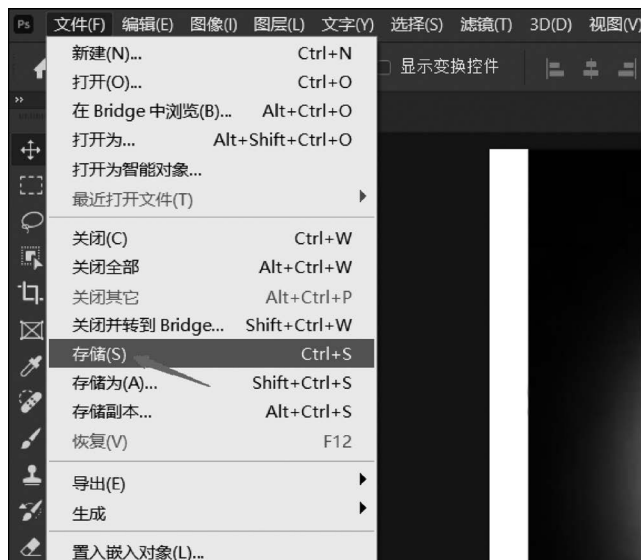 Ps 文件(F) 编辑(E) 图像(I) 图层(L) 文字(Y) 选择(S) 滤镜(T) 3D(D) 视图(V)
新建(N)... Ctrl+N
打开(O)... Ctrl+O
显示变换控件
在 Bridge 中浏览(B)... Alt+Ctrl+O
打开为... Alt+Shift+Ctrl+O
打开为智能对象...
最近打开文件(T)
关闭(C) Ctrl+W
关闭全部 Alt+Ctrl+W
关闭其它 Alt+Ctrl+P
关闭并转到 Bridge... Shift+Ctrl+W
存储(S) Ctrl+S
存储为(A)... Shift+Ctrl+S
存储副本... Alt+Ctrl+S
恢复(V) F12
导出(E)
生成
置入嵌入对象(L)...